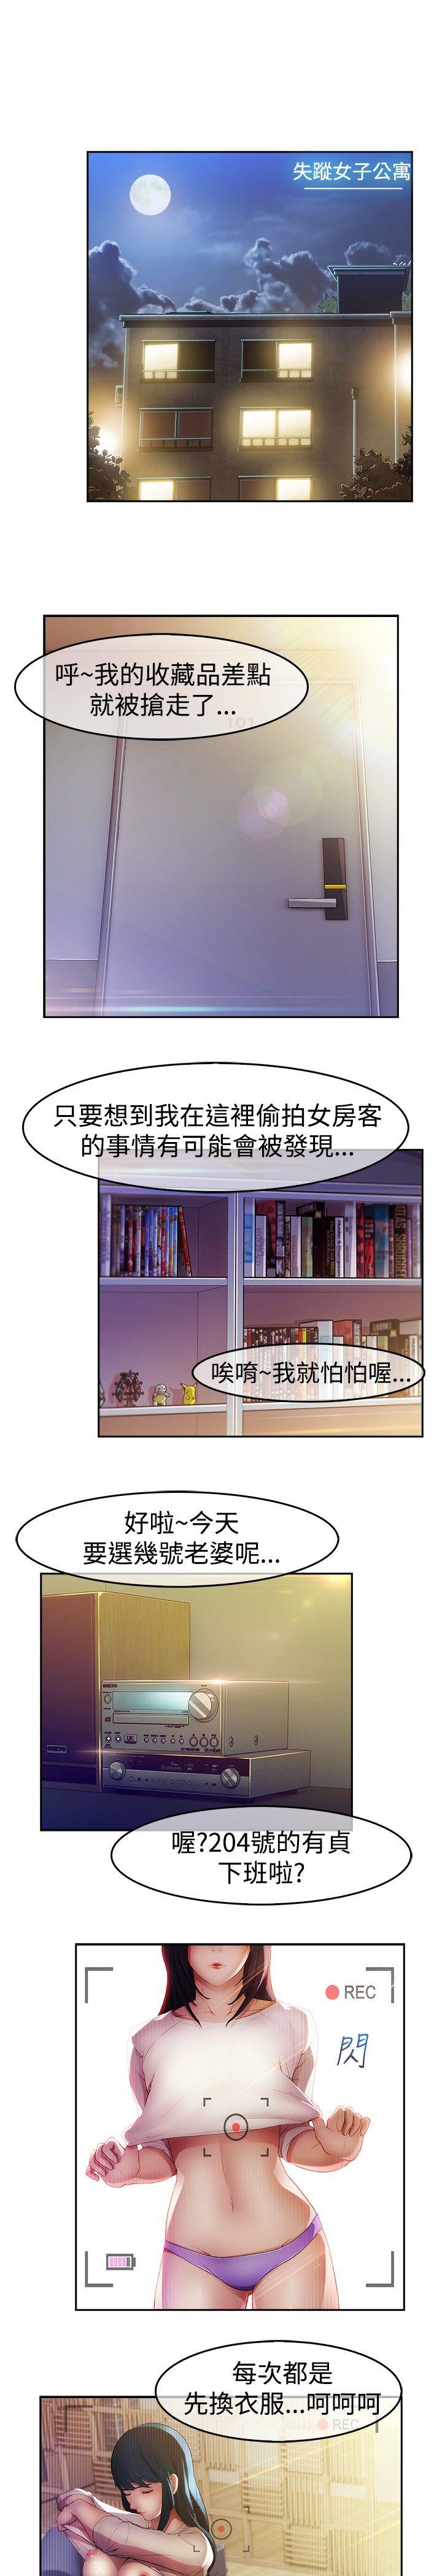 失蹤女子公寓
呼~我的收藏品差點
就被搶走了...
101
只要想到我在這裡偷拍女房客
的事情有可能會被發現...
唉唷~我就怕怕喔...
好啦~今天
要選幾號老婆呢...
喔?204號的有貞
下班啦?
REC
閃
每次都是
先換衣服...呵呵呵
REC